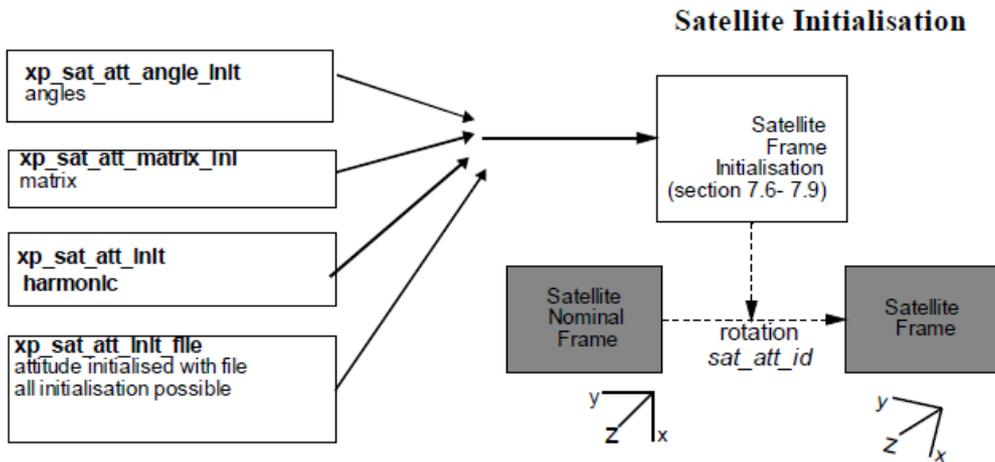 Satellite Initialisation
xp_sat_att_angle_init
angles
xp_sat_att_matrix_ini
matrix
xp_sat_att_init
harmonic
xp_sat_att_init_file
attitude initialised with file
all initialisation possible
Satellite
Frame
Initialisation
(section 7.6- 7.9)
Satellite
Nominal
Frame
rotation
sat_att_id
Satellite
Frame
y
z
x
y
z
x